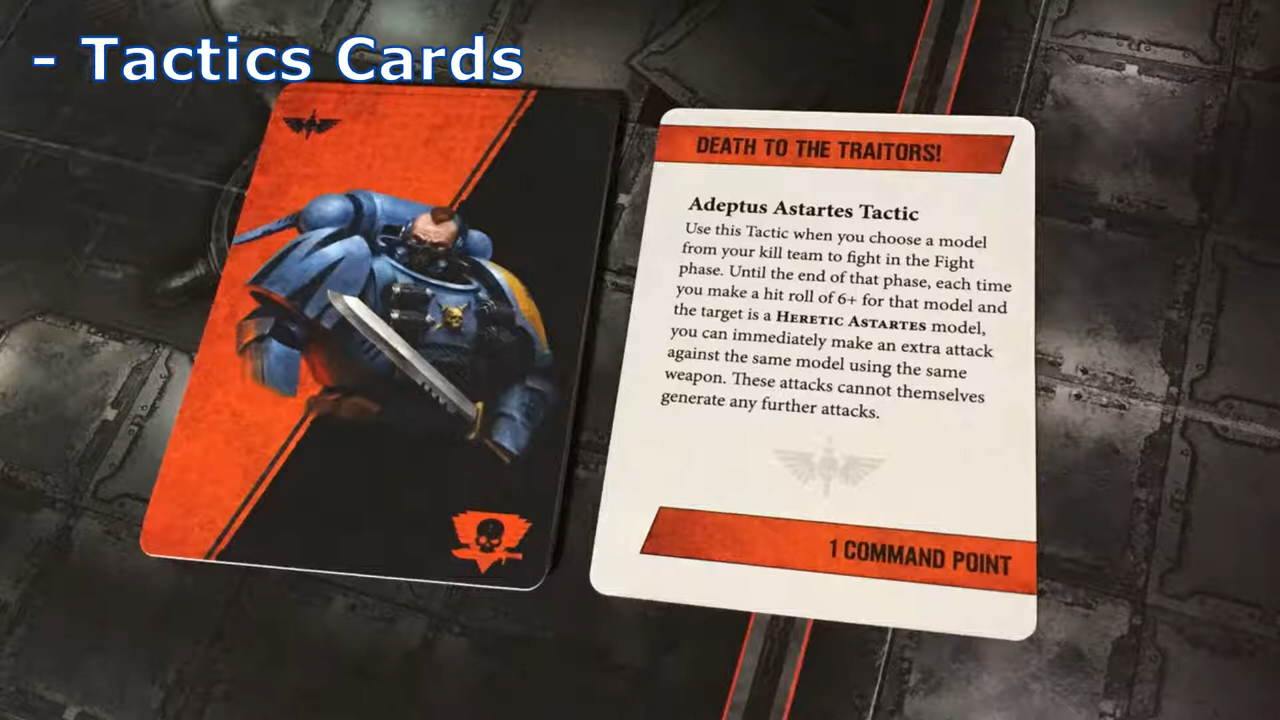 - Tactics Cards
DEATH TO THE TRAITORS!
Adeptus Astartes Tactic
Use this Tactic when you choose a model
from your kill team to fight in the Fight
phase. Until the end of that phase, each time
you make a hit roll of 6+ for that model and
the target is a HERETIC ASTARTES model,
you can immediately make an extra attack
against the same model using the same
weapon. These attacks cannot themselves
generate any further attacks.
1 COMMAND POINT